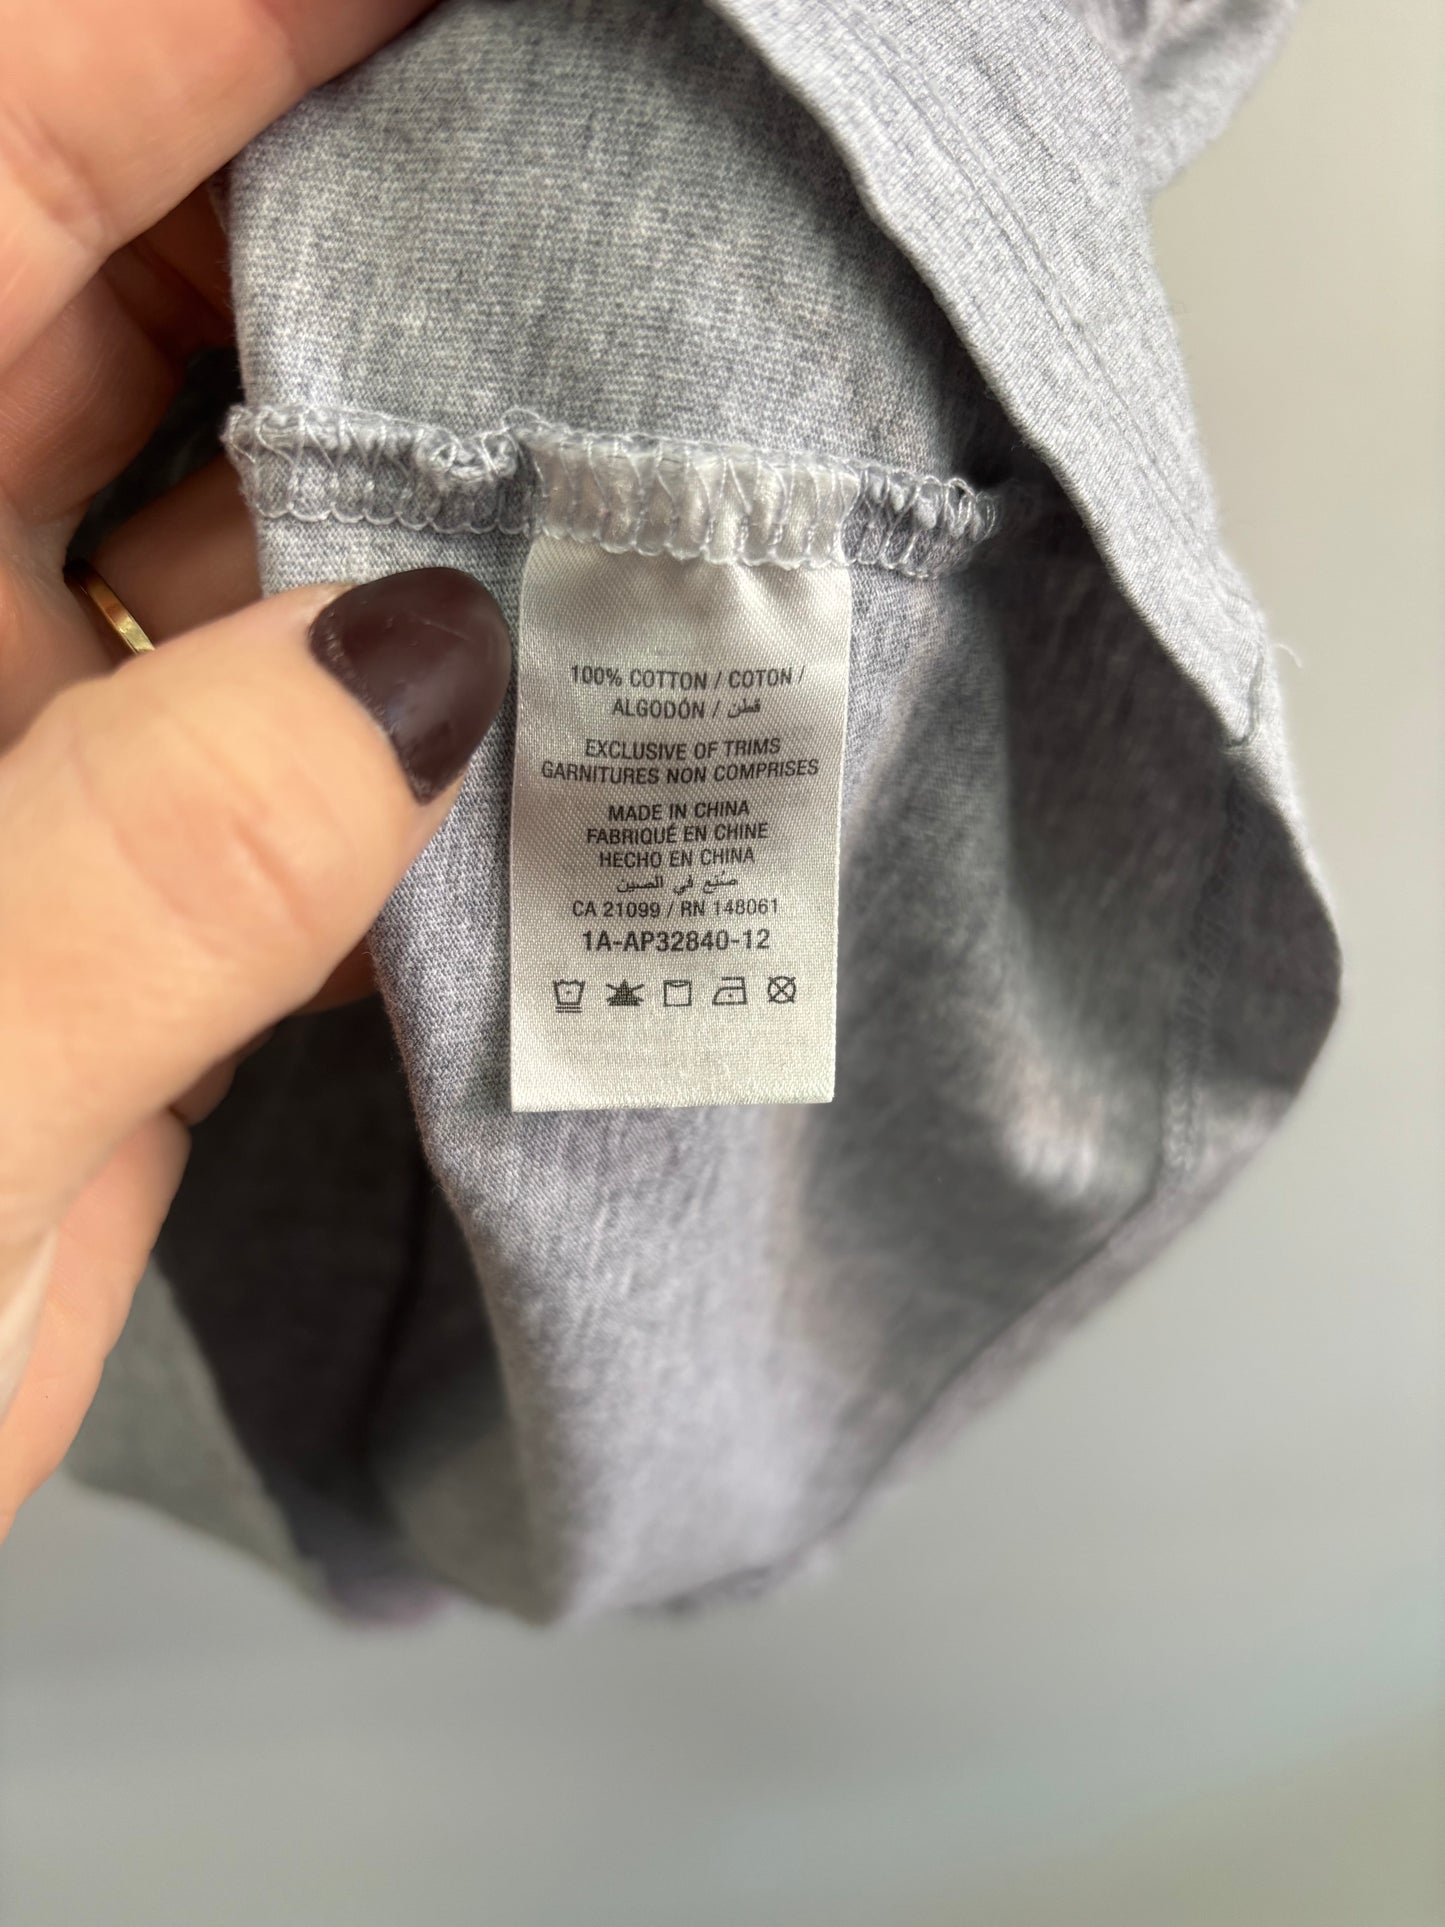 100% COTTON / COTON /
ALGODÓN / قطن
EXCLUSIVE OF TRIMS
GARNITURES NON COMPRISES
MADE IN CHINA
FABRIQUÉ EN CHINE
HECHO EN CHINA
صُنع في الصين
CA 21099 / RN 148061
1A-AP32840-12